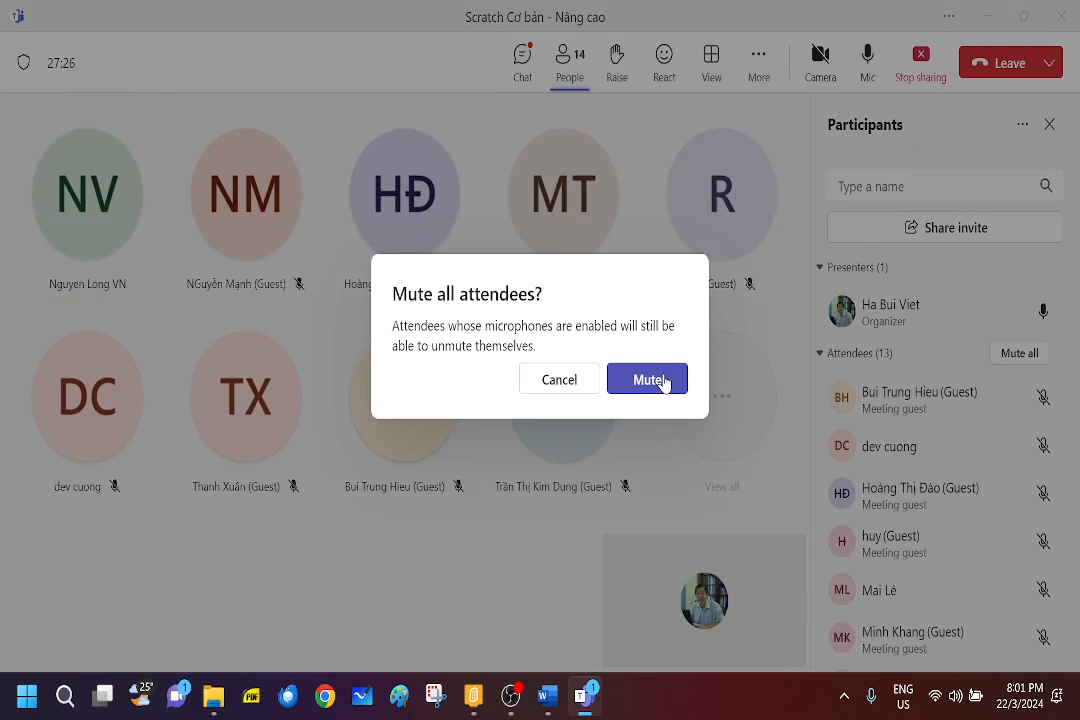 Scratch Cơ bản - Nâng cao
27:26
Chat
14
People
Raise
React
View
More
Camera
Mic
Stop sharing
Leave
Participants
Type a name
Share invite
Presenters (1)
Ha Bui Viet
Organizer
Attendees (13)
Mute all
BH
Bui Trung Hieu (Guest)
Meeting guest
DC
dev cuong
HĐ
Hoàng Thị Đào (Guest)
Meeting guest
H
huy (Guest)
Meeting guest
ML
Mai Lê
MK
Minh Khang (Guest)
Meeting guest
NV
NM
HĐ
MT
R
Nguyen Long VN
NGuyễn Mạnh (Guest)
Hoàng
Guest)
DC
TX
dev cuong
Thanh Xuân (Guest)
Bui Trung Hieu (Guest)
Trần Thị Kim Dung (Guest)
View all
Mute all attendees?
Attendees whose microphones are enabled will still be
able to unmute themselves.
Cancel
Mute
25°
1
PDF
W
T
1
ENG
US
8:01 PM
22/3/2024